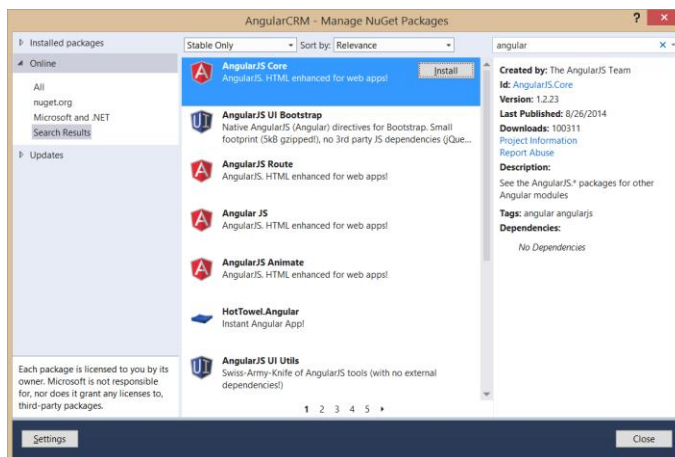 AngularCRM - Manage NuGet Packages
? ×
Installed packages
Online
All
nuget.org
Microsoft and .NET
Search Results
Updates
Each package is licensed to you by its
owner. Microsoft is not responsible
for, nor does it grant any licenses to,
third-party packages.
Stable Only
Sort by: Relevance
AngularJS Core
AngularJS. HTML enhanced for web apps!
Install
AngularJS UI Bootstrap
Native AngularJS (Angular) directives for Bootstrap. Small
footprint (5kB gzipped!), no 3rd party JS dependencies (jQue...
AngularJS Route
AngularJS. HTML enhanced for web apps!
Angular JS
AngularJS. HTML enhanced for web apps!
AngularJS Animate
AngularJS. HTML enhanced for web apps!
HotTowel.Angular
Instant Angular App!
AngularJS UI Utils
Swiss-Army-Knife of AngularJS tools (with no external
dependencies!)
1 2 3 4 5
angular
Created by: The AngularJS Team
Id: AngularJS.Core
Version: 1.2.23
Last Published: 8/26/2014
Downloads: 100311
Project Information
Report Abuse
Description:
See the AngularJS.* packages for other
Angular modules
Tags: angular angularjs
Dependencies:
No Dependencies
Settings
Close